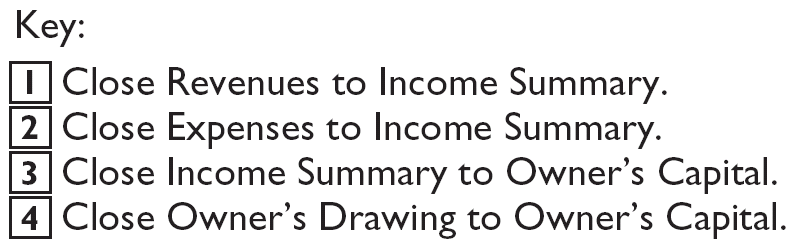 Key:
1 Close Revenues to Income Summary.
2 Close Expenses to Income Summary.
3 Close Income Summary to Owner’s Capital.
4 Close Owner’s Drawing to Owner’s Capital.